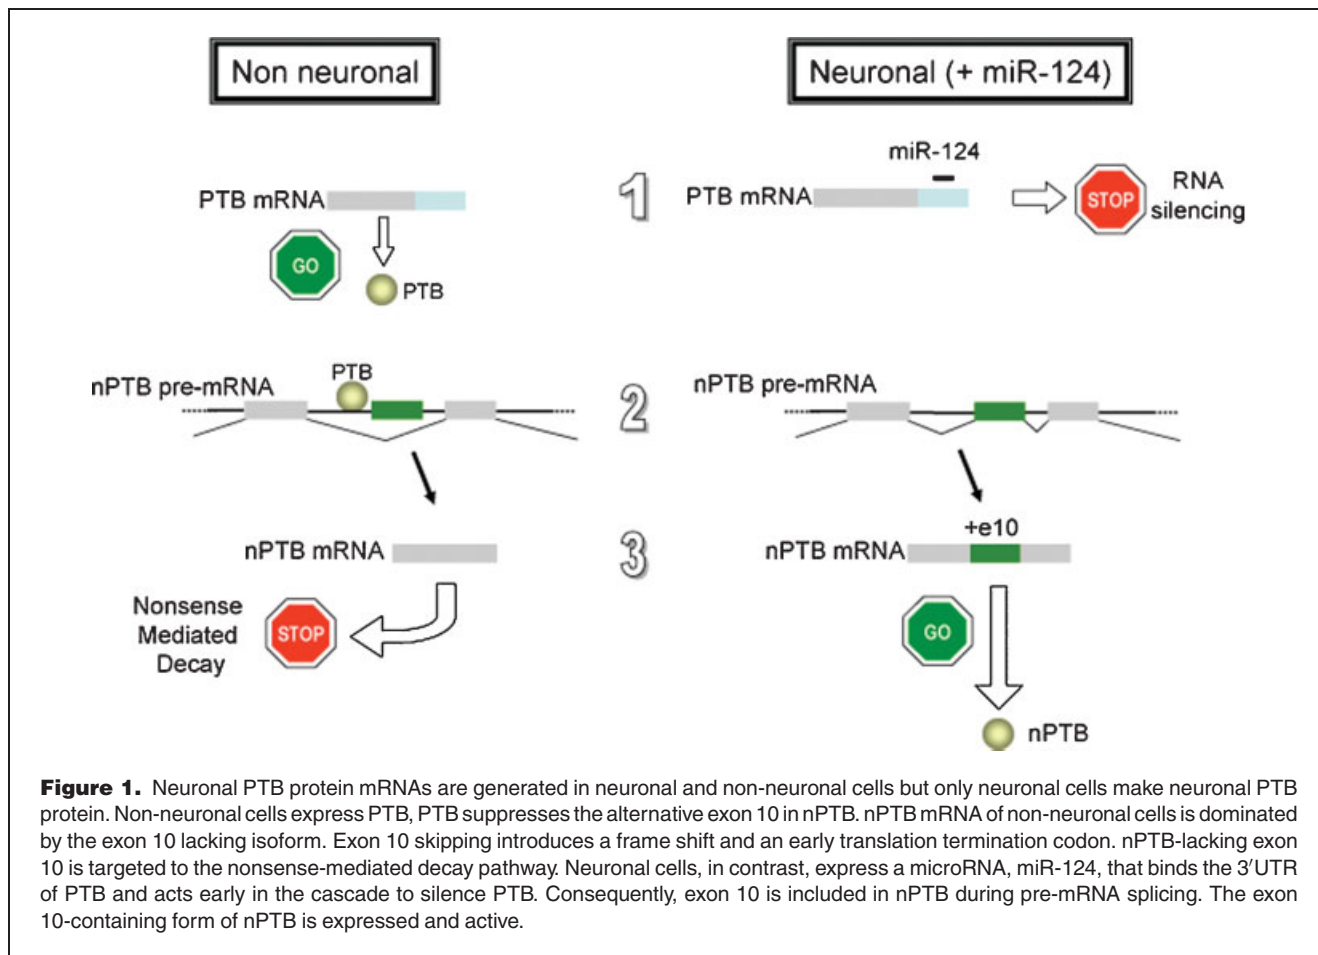 Non neuronal
Neuronal (+ miR-124)
1
PTB mRNA
GO
PTB
miR-124
PTB mRNA
STOP
RNA
silencing
2
nPTB pre-mRNA
PTB
nPTB pre-mRNA
3
nPTB mRNA
Nonsense
Mediated
Decay
STOP
+e10
nPTB mRNA
GO
nPTB
Figure 1. Neuronal PTB protein mRNAs are generated in neuronal and non-neuronal cells but only neuronal cells make neuronal PTB
protein. Non-neuronal cells express PTB, PTB suppresses the alternative exon 10 in nPTB. nPTB mRNA of non-neuronal cells is dominated
by the exon 10 lacking isoform. Exon 10 skipping introduces a frame shift and an early translation termination codon. nPTB-lacking exon
10 is targeted to the nonsense-mediated decay pathway. Neuronal cells, in contrast, express a microRNA, miR-124, that binds the 3′UTR
of PTB and acts early in the cascade to silence PTB. Consequently, exon 10 is included in nPTB during pre-mRNA splicing. The exon
10-containing form of nPTB is expressed and active.